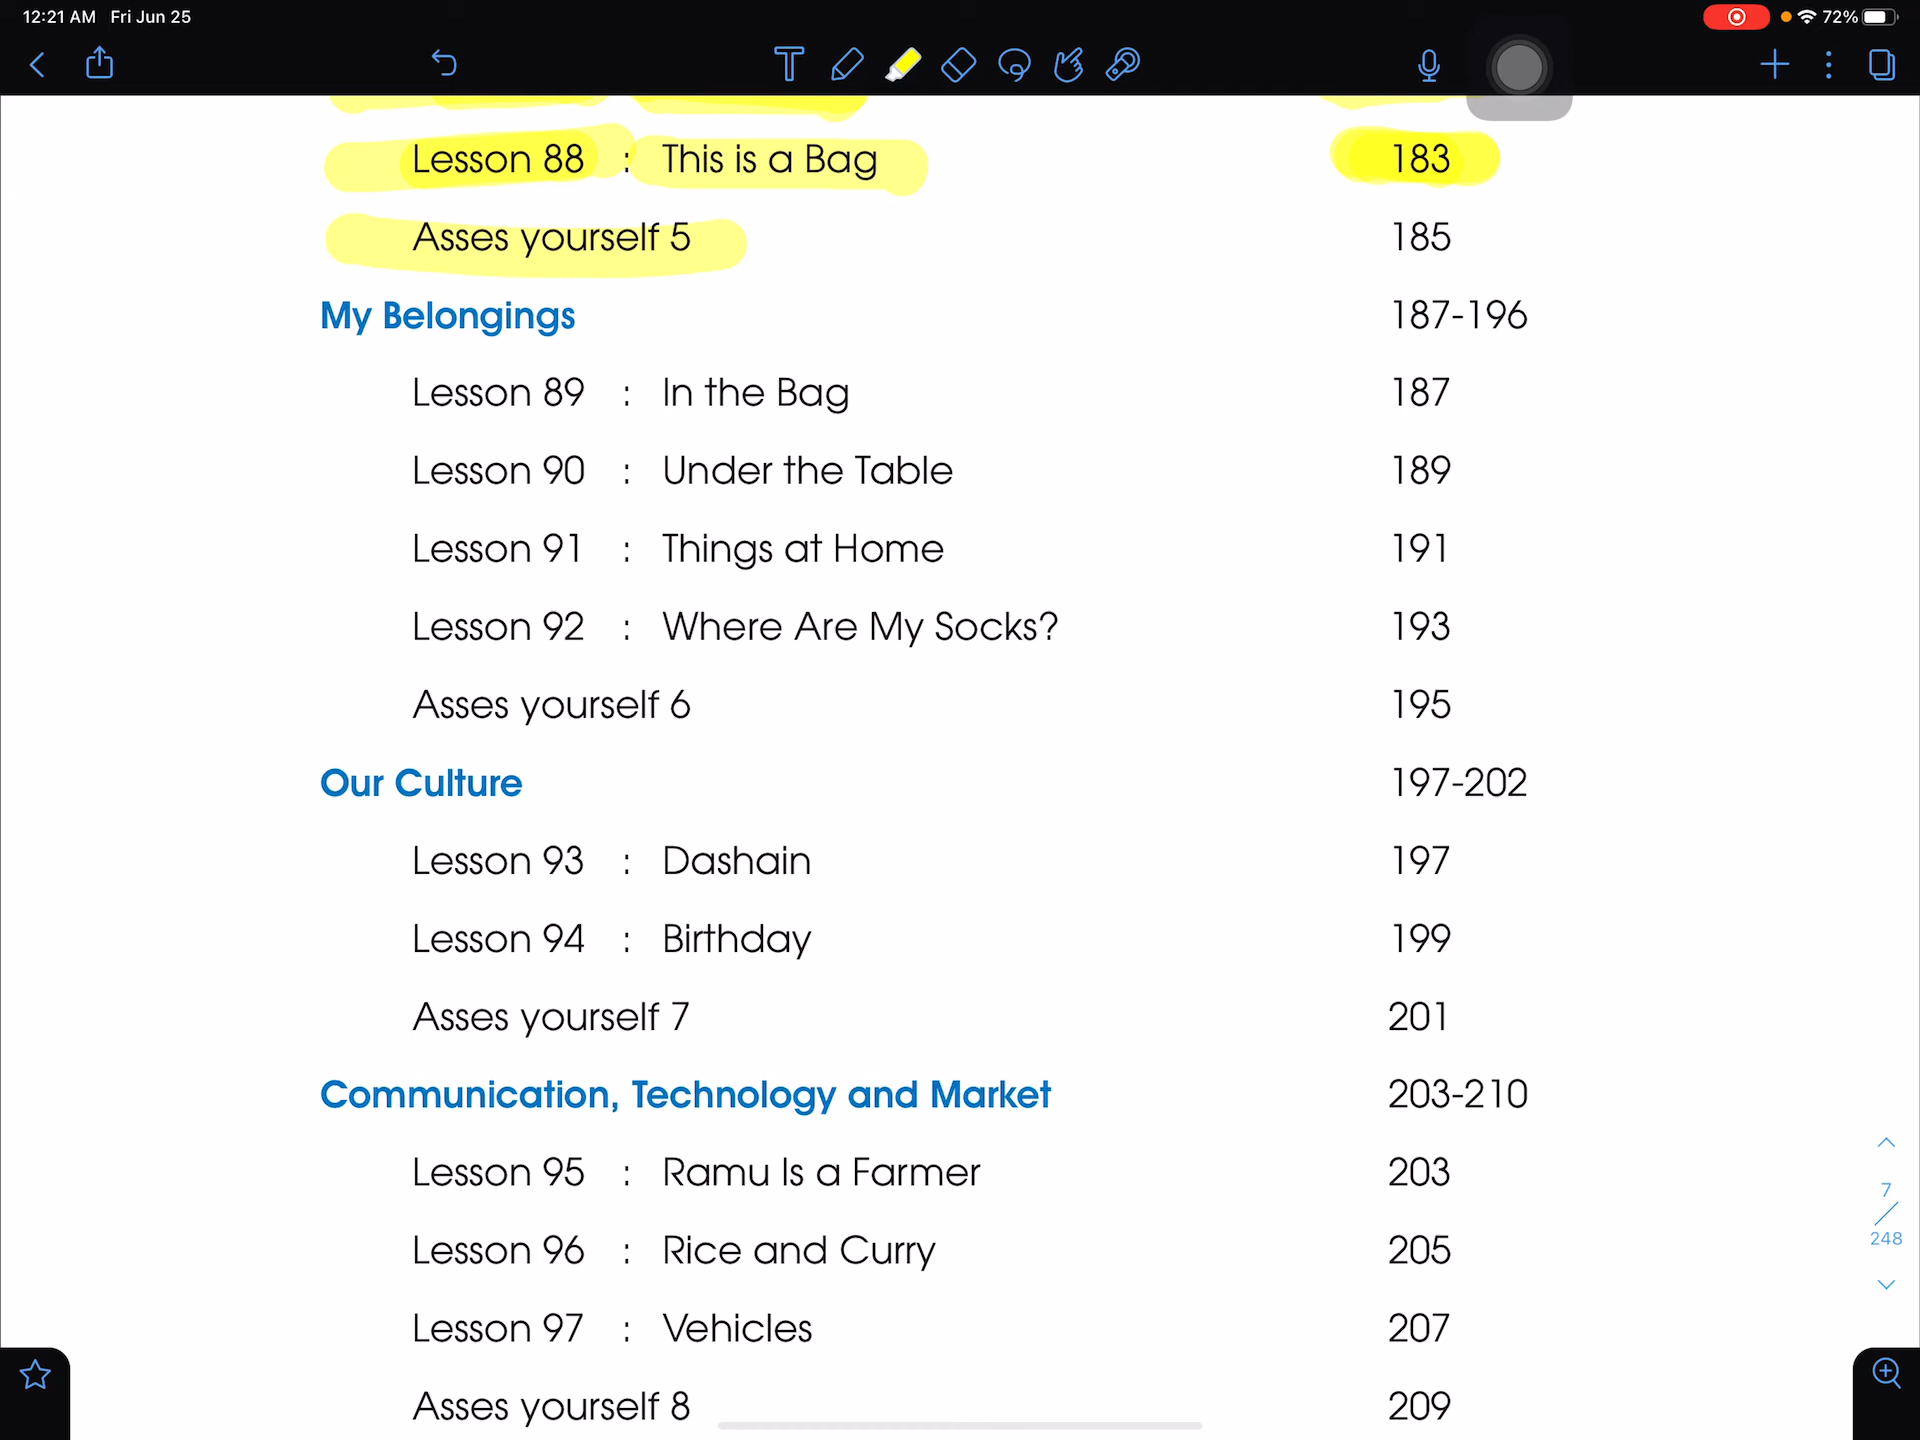 12:21 AM Fri Jun 25 72%
Lesson 88 : This is a Bag 183
Asses yourself 5 185
My Belongings 187-196
Lesson 89 : In the Bag 187
Lesson 90 : Under the Table 189
Lesson 91 : Things at Home 191
Lesson 92 : Where Are My Socks? 193
Asses yourself 6 195
Our Culture 197-202
Lesson 93 : Dashain 197
Lesson 94 : Birthday 199
Asses yourself 7 201
Communication, Technology and Market 203-210
Lesson 95 : Ramu Is a Farmer 203
7
Lesson 96 : Rice and Curry 205
248
Lesson 97 : Vehicles 207
Asses yourself 8 209